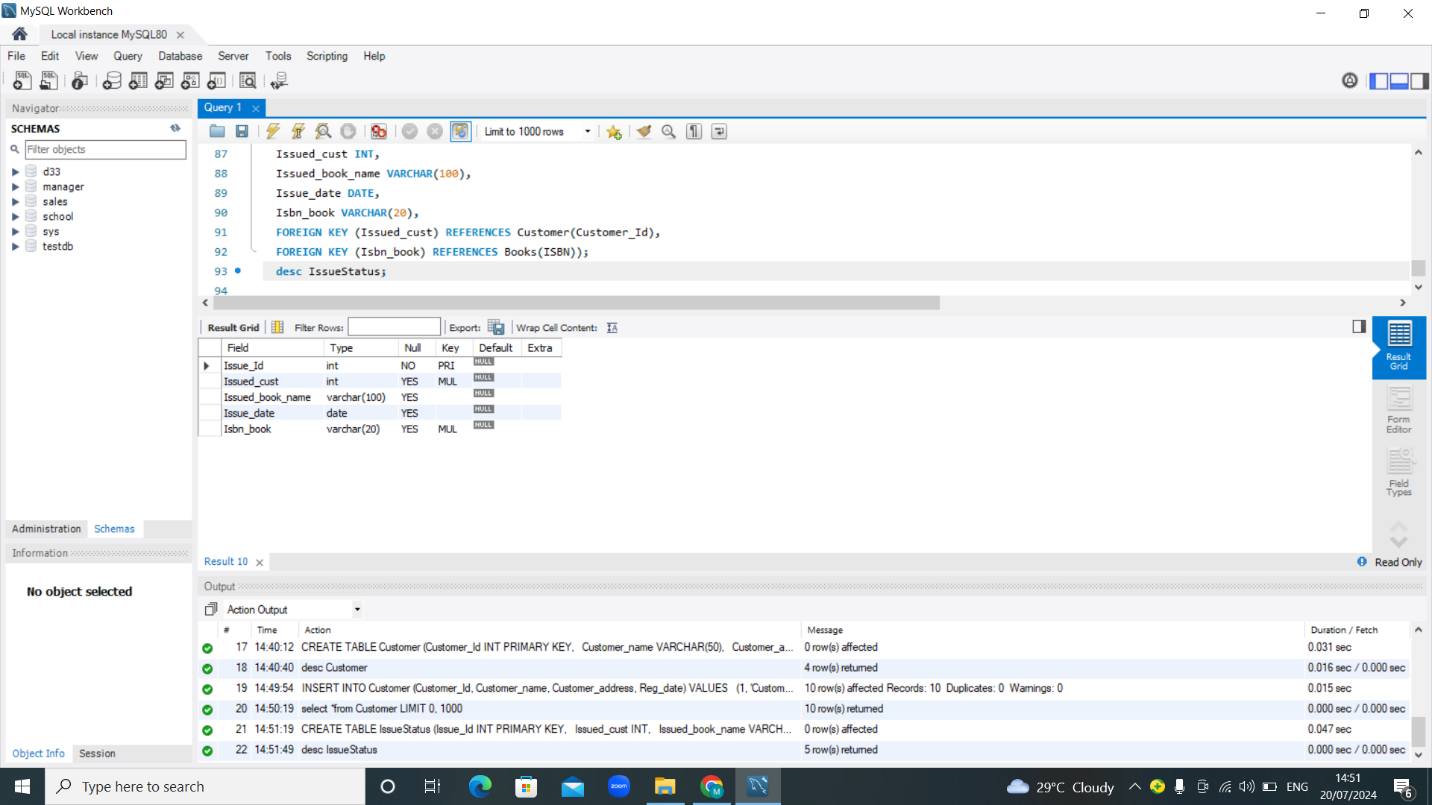 MySQL Workbench
Local instance MySQL80
File Edit View Query Database Server Tools Scripting Help
Navigator
SCHEMAS
Filter objects
d33
manager
sales
school
sys
testdb
Administration Schemas
Information
No object selected
Object Info Session
Query 1
Limit to 1000 rows
87 Issued_cust INT,
88 Issued_book_name VARCHAR(100),
89 Issue_date DATE,
90 Isbn_book VARCHAR(20),
91 FOREIGN KEY (Issued_cust) REFERENCES Customer(Customer_Id),
92 FOREIGN KEY (Isbn_book) REFERENCES Books(ISBN));
93 desc IssueStatus;
94
Result Grid Filter Rows: Export: Wrap Cell Content:
Field Type Null Key Default Extra
Issue_Id int NO PRI NULL
Issued_cust int YES MUL NULL
Issued_book_name varchar(100) YES NULL
Issue_date date YES NULL
Isbn_book varchar(20) YES MUL NULL
Result
Grid
Form
Editor
Field
Types
Result 10
Read Only
Output
Action Output
# Time Action Message Duration / Fetch
17 14:40:12 CREATE TABLE Customer (Customer_Id INT PRIMARY KEY, Customer_name VARCHAR(50), Customer_a... 0 row(s) affected 0.031 sec
18 14:40:40 desc Customer 4 row(s) returned 0.016 sec / 0.000 sec
19 14:49:54 INSERT INTO Customer (Customer_Id, Customer_name, Customer_address, Reg_date) VALUES (1, 'Custom... 10 row(s) affected Records: 10 Duplicates: 0 Warnings: 0 0.015 sec
20 14:50:19 select *from Customer LIMIT 0, 1000 10 row(s) returned 0.000 sec / 0.000 sec
21 14:51:19 CREATE TABLE IssueStatus (Issue_Id INT PRIMARY KEY, Issued_cust INT, Issued_book_name VARCH... 0 row(s) affected 0.047 sec
22 14:51:49 desc IssueStatus 5 row(s) returned 0.000 sec / 0.000 sec
Type here to search
zoom
29°C Cloudy
ENG
14:51
20/07/2024
6